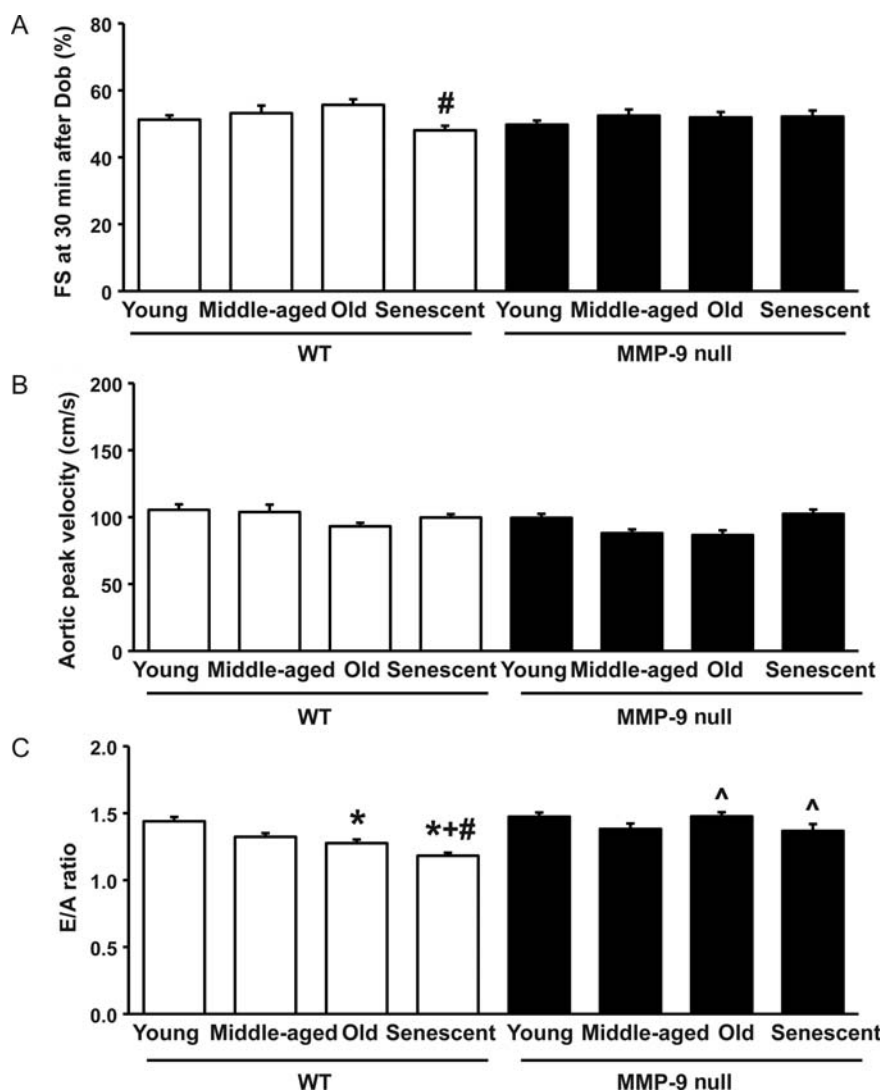 A
FS at 30 min after Dob (%)
80
60
40
20
0
#
Young Middle-aged Old Senescent Young Middle-aged Old Senescent
WT MMP-9 null
B
Aortic peak velocity (cm/s)
200
150
100
50
0
Young Middle-aged Old Senescent Young Middle-aged Old Senescent
WT MMP-9 null
C
E/A ratio
2.0
1.5
1.0
0.5
0.0
* *+# ^ ^
Young Middle-aged Old Senescent Young Middle-aged Old Senescent
WT MMP-9 null